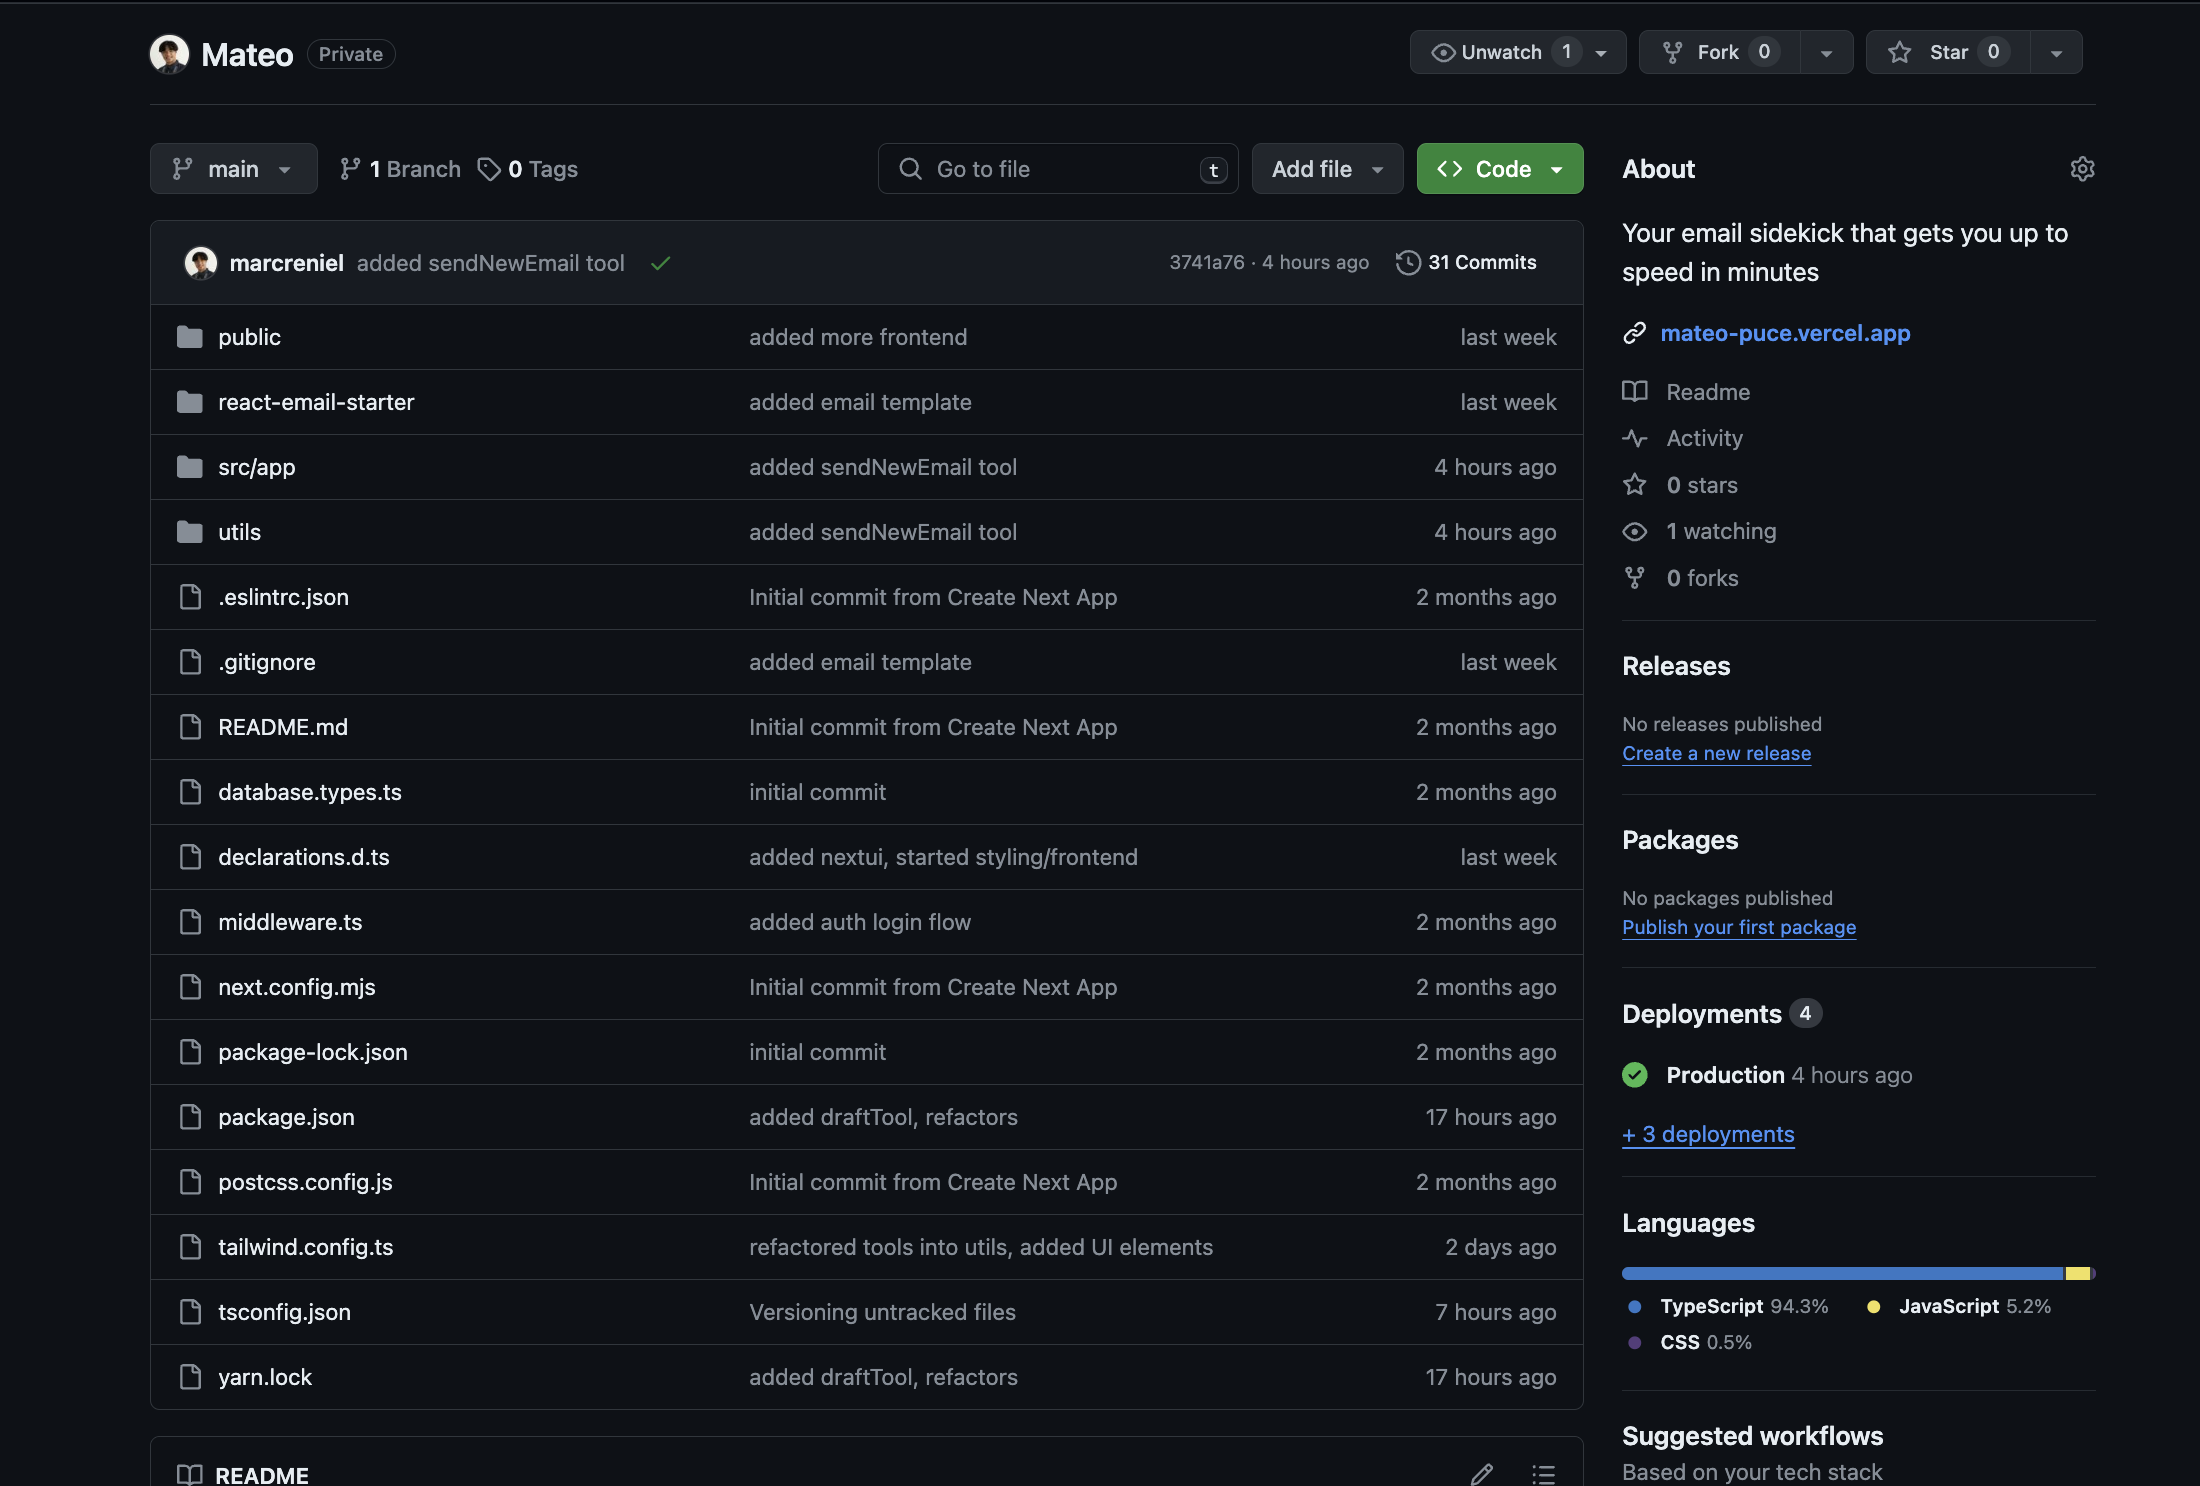 Mateo Private
Unwatch 1
Fork 0
Star 0
main
1 Branch
0 Tags
Go to file t
Add file
Code
marcreniel added sendNewEmail tool 3741a76 · 4 hours ago 31 Commits
public added more frontend last week
react-email-starter added email template last week
src/app added sendNewEmail tool 4 hours ago
utils added sendNewEmail tool 4 hours ago
.eslintrc.json Initial commit from Create Next App 2 months ago
.gitignore added email template last week
README.md Initial commit from Create Next App 2 months ago
database.types.ts initial commit 2 months ago
declarations.d.ts added nextui, started styling/frontend last week
middleware.ts added auth login flow 2 months ago
next.config.mjs Initial commit from Create Next App 2 months ago
package-lock.json initial commit 2 months ago
package.json added draftTool, refactors 17 hours ago
postcss.config.js Initial commit from Create Next App 2 months ago
tailwind.config.ts refactored tools into utils, added UI elements 2 days ago
tsconfig.json Versioning untracked files 7 hours ago
yarn.lock added draftTool, refactors 17 hours ago
README
About
Your email sidekick that gets you up to
speed in minutes
mateo-puce.vercel.app
Readme
Activity
0 stars
1 watching
0 forks
Releases
No releases published
Create a new release
Packages
No packages published
Publish your first package
Deployments 4
Production 4 hours ago
+ 3 deployments
Languages
TypeScript 94.3% JavaScript 5.2%
CSS 0.5%
Suggested workflows
Based on your tech stack